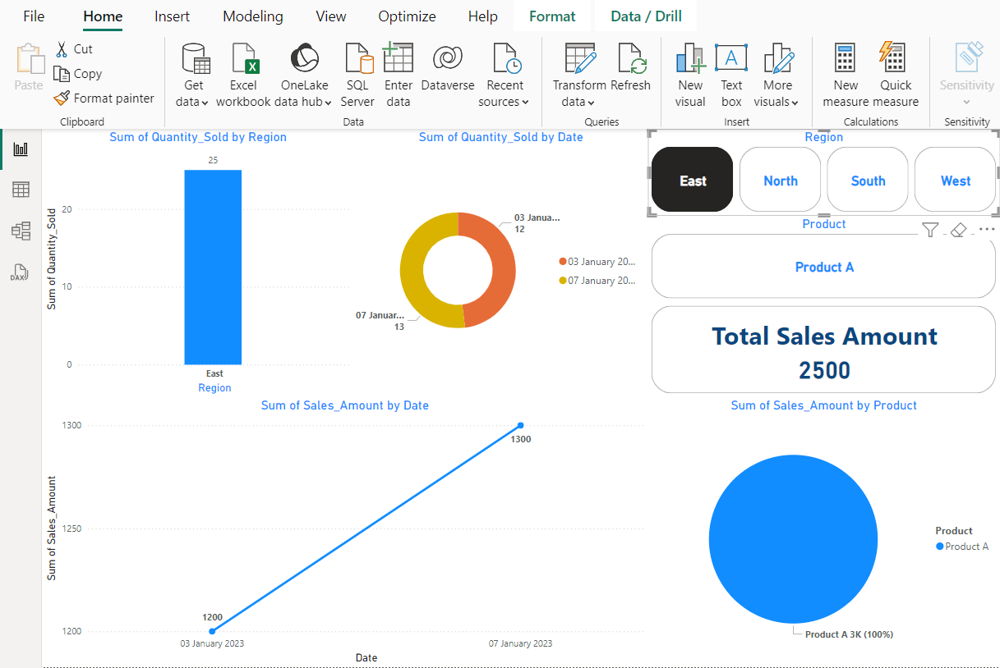 File Home Insert Modeling View Optimize Help Format Data / Drill
Paste
Cut
Copy
Format painter
Clipboard
Get data
Excel workbook
OneLake data hub
SQL Server
Enter data
Dataverse
Recent sources
Data
Transform data
Refresh
Queries
New visual
Text box
More visuals
Insert
New measure
Quick measure
Calculations
Sensitivity
Sensitivity
DAX
Sum of Quantity_Sold by Region
25
Sum of Quantity_Sold
20
10
0
East
Region
Sum of Quantity_Sold by Date
03 Janua...
12
07 Januar...
13
03 January 20...
07 January 20...
Region
East North South West
Product
Product A
Total Sales Amount
2500
Sum of Sales_Amount by Date
Sum of Sales_Amount
1300
1250
1200
1300
1200
03 January 2023 07 January 2023
Date
Sum of Sales_Amount by Product
Product
Product A
Product A 3K (100%)